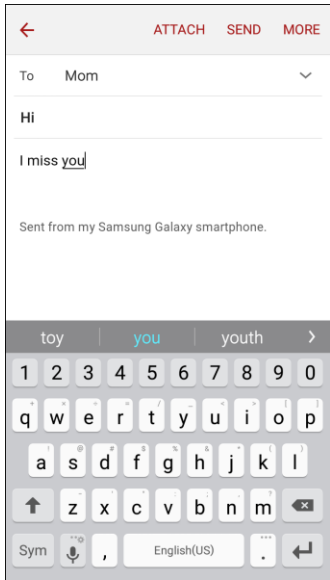 ATTACH SEND MORE
To Mom
Hi
I miss you
Sent from my Samsung Galaxy smartphone.
toy you youth
1 2 3 4 5 6 7 8 9 0
q w e r t y u i o p
a s d f g h j k l
z x c v b n m
Sym , English(US) .